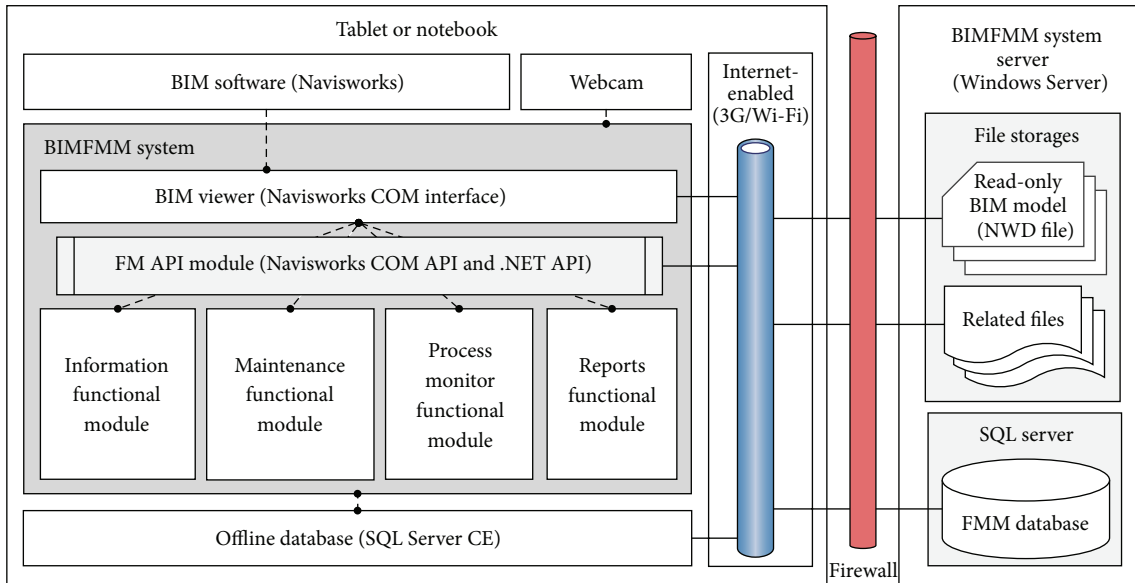 Tablet or notebook
BIM software (Navisworks)
Webcam
BIMFMM system
BIM viewer (Navisworks COM interface)
FM API module (Navisworks COM API and .NET API)
Information
functional
module
Maintenance
functional
module
Process
monitor
functional
module
Reports
functional
module
Offline database (SQL Server CE)
Internet-
enabled
(3G/Wi-Fi)
Firewall
BIMFMM system
server
(Windows Server)
File storages
Read-only
BIM model
(NWD file)
Related files
SQL server
FMM database